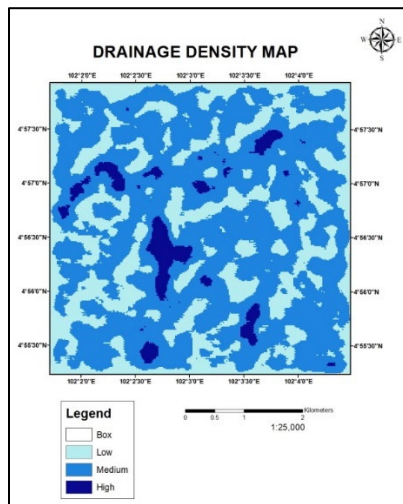 N
W E
S
DRAINAGE DENSITY MAP
102°2'0"E 102°2'30"E 102°3'0"E 102°3'30"E 102°4'0"E
4°57'30"N 4°57'30"N
4°57'0"N 4°57'0"N
4°56'30"N 4°56'30"N
4°56'0"N 4°56'0"N
4°55'30"N 4°55'30"N
102°2'0"E 102°2'30"E 102°3'0"E 102°3'30"E 102°4'0"E
Legend
Box
Low
Medium
High
Kilometers
0 0.5 1 2
1:25,000